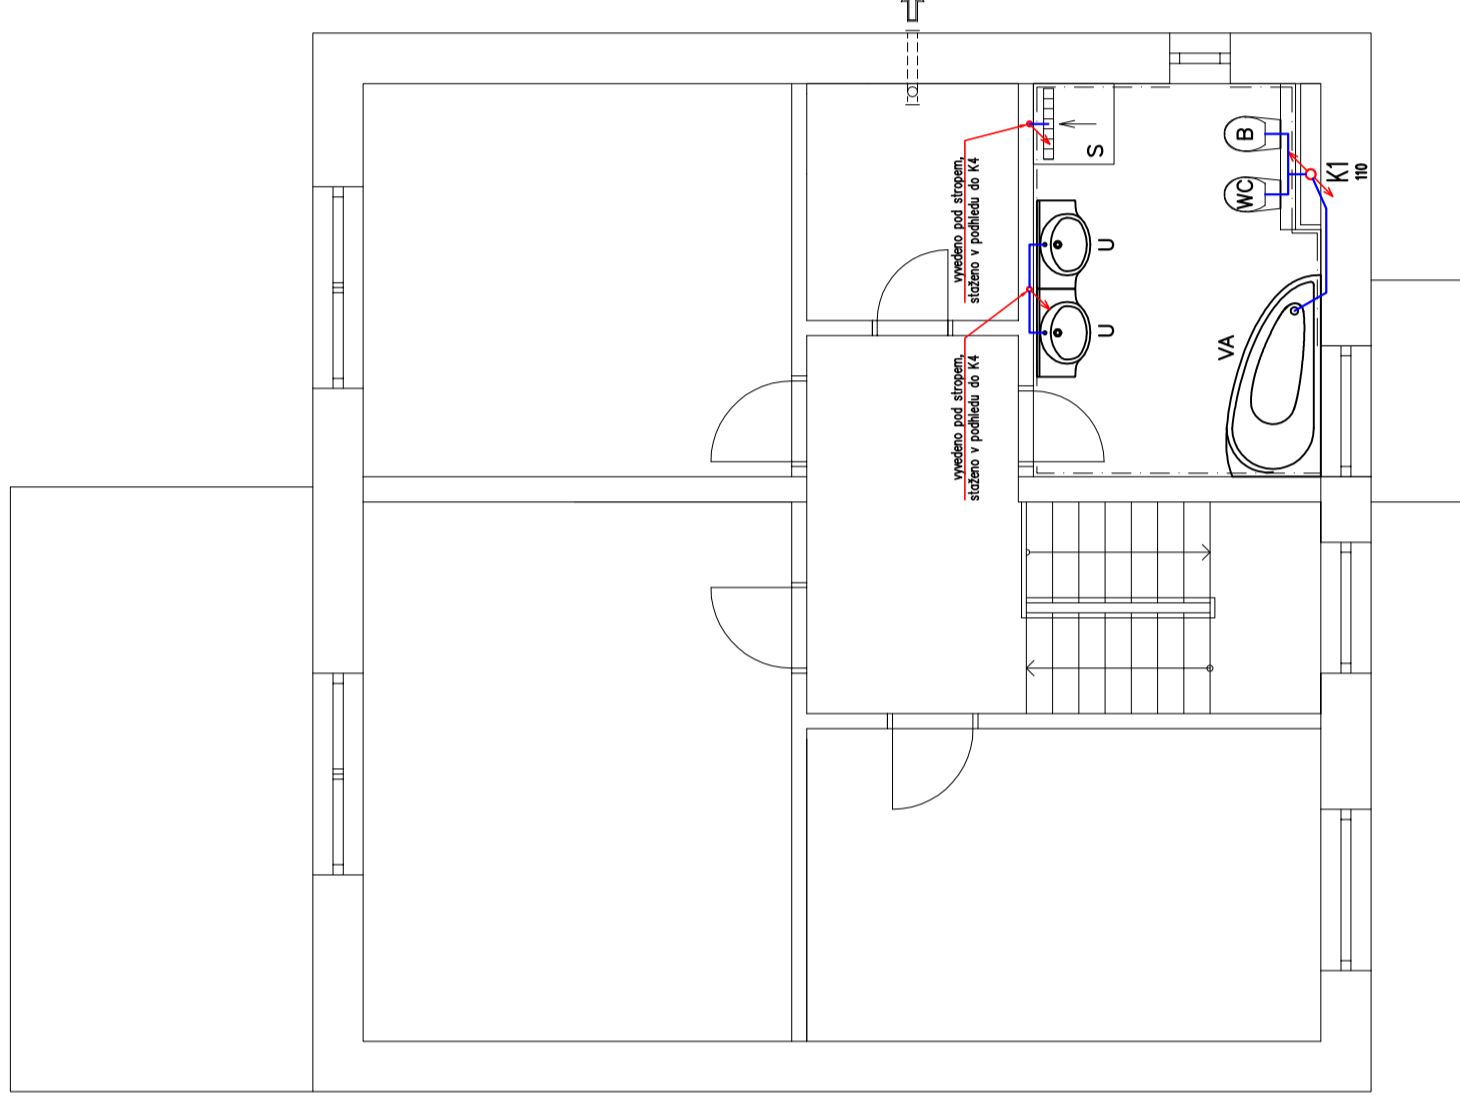 vyvedeno pod stropem,
staženo v podhledu do K4
S
B
WC
K1
110
U
U
VA
vyvedeno pod stropem,
staženo v podhledu do K4